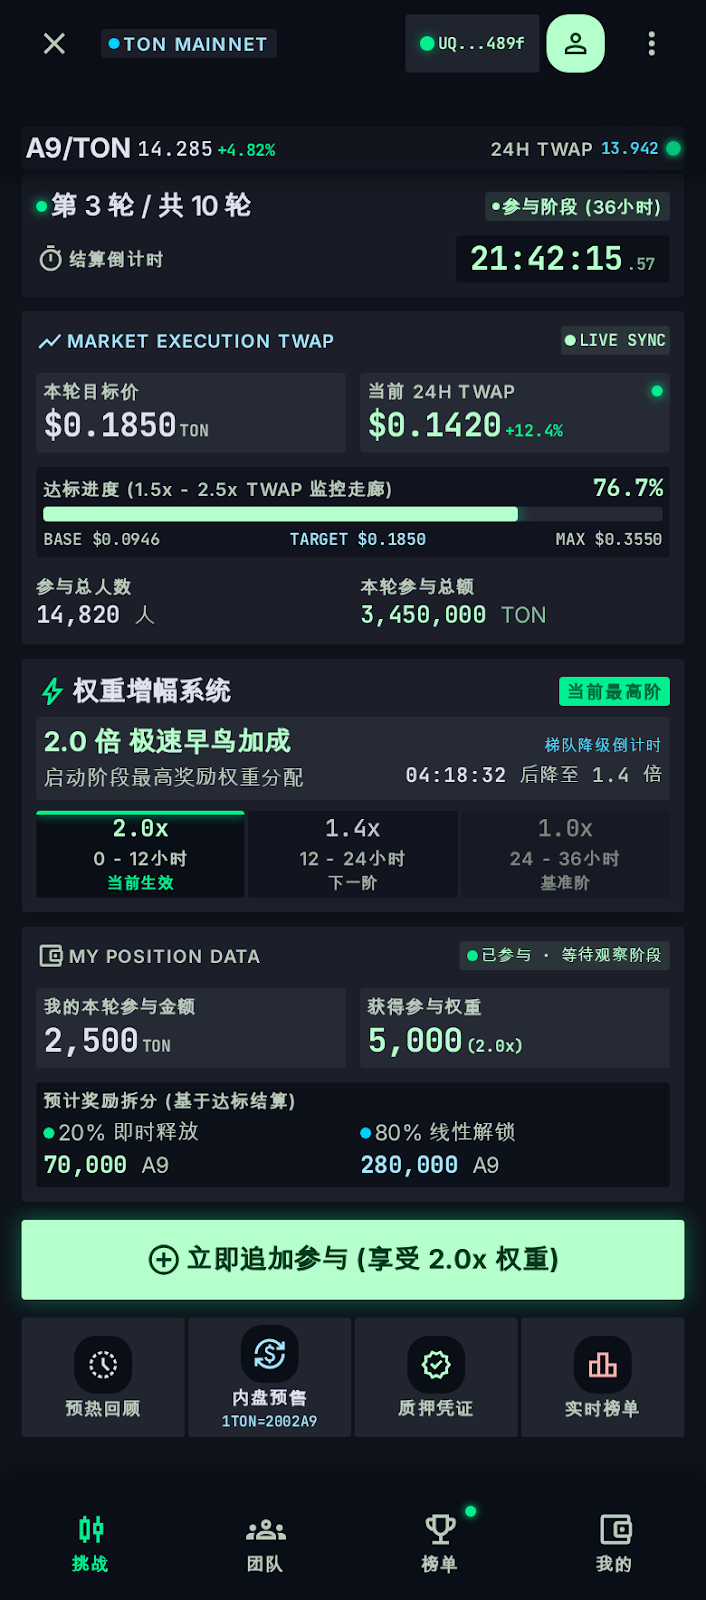 TON MAINNET
UQ...489f
A9/TON 14.285 +4.82%
24H TWAP 13.942
第 3 轮 / 共 10 轮
参与阶段 (36小时)
结算倒计时
21:42:15.57
MARKET EXECUTION TWAP
LIVE SYNC
本轮目标价
$0.1850 TON
当前 24H TWAP
$0.1420 +12.4%
达标进度 (1.5x - 2.5x TWAP 监控走廊)
76.7%
BASE $0.0946
TARGET $0.1850
MAX $0.3550
参与总人数
14,820 人
本轮参与总额
3,450,000 TON
权重增幅系统
当前最高阶
2.0 倍 极速早鸟加成
启动阶段最高奖励权重分配
梯队降级倒计时
04:18:32 后降至 1.4 倍
2.0x
0 - 12小时
当前生效
1.4x
12 - 24小时
下一阶
1.0x
24 - 36小时
基准阶
MY POSITION DATA
已参与 · 等待观察阶段
我的本轮参与金额
2,500 TON
获得参与权重
5,000 (2.0x)
预计奖励拆分 (基于达标结算)
20% 即时释放
70,000 A9
80% 线性解锁
280,000 A9
立即追加参与 (享受 2.0x 权重)
预热回顾
内盘预售
1TON=2002A9
质押凭证
实时榜单
挑战
团队
榜单
我的